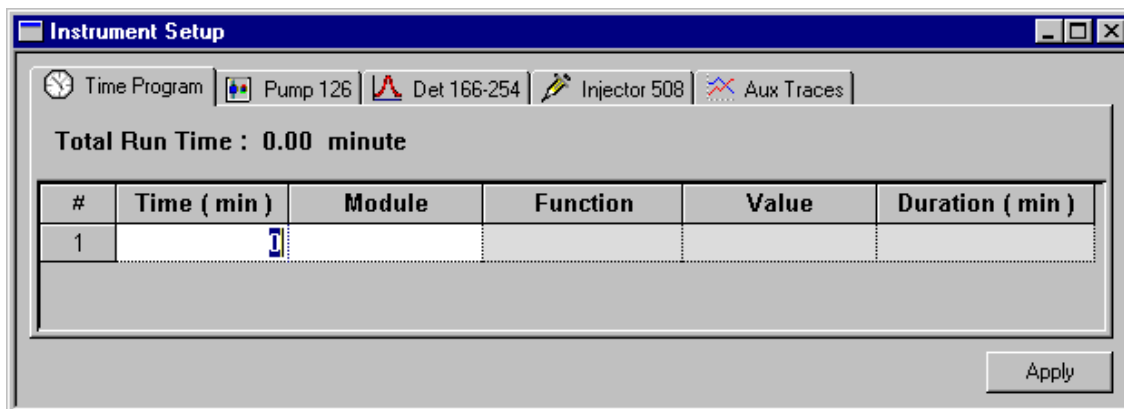 Instrument Setup
Time Program Pump 126 Det 166-254 Injector 508 Aux Traces
Total Run Time : 0.00 minute
# Time ( min ) Module Function Value Duration ( min )
1
Apply